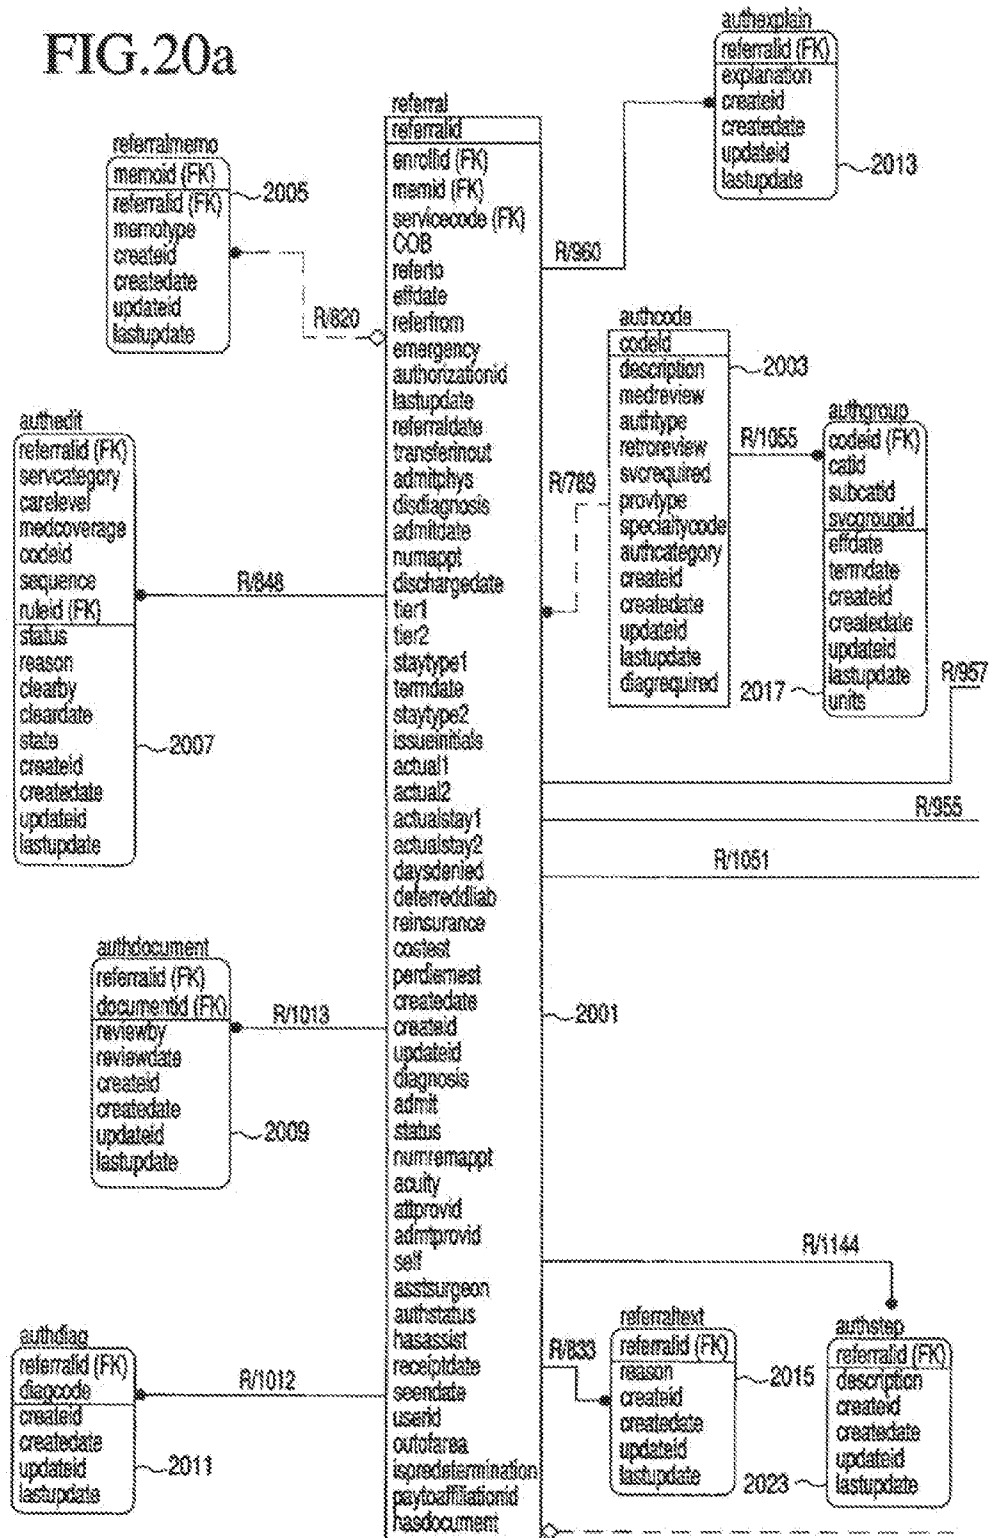 FIG.20a
authexplain
referralid (FK)
explanation
createid
createdate
updateid
lastupdate
2013
referral
referralid
enrollid (FK)
memid (FK)
servicecode (FK)
COB
referto
effdate
referfrom
emergency
authorizationid
lastupdate
referraldate
transferinout
admitphys
disdiagnosis
admitdate
numappt
dischargedate
tier1
tier2
staytype1
termdate
staytype2
issueinitials
actual1
actual2
actualstay1
actualstay2
daysdenied
deferreddliab
reinsurance
costest
perdiemest
createdate
createid
updateid
diagnosis
admit
status
numremappt
acuity
attprovid
admtprovid
self
asstsurgeon
authstatus
hasassist
receiptdate
seendate
userid
outofarea
ispredetermination
paytoaffiliationid
hasdocument
2001
referralmemo
memoid (FK)
referralid (FK)
memotype
createid
createdate
updateid
lastupdate
2005
R/820
R/960
authcode
codeid
description
medreview
authtype
retroreview
svcrequired
provtype
specialtycode
authcategory
createid
createdate
updateid
lastupdate
diagrequired
2003
R/789
R/1055
authgroup
codeid (FK)
catid
subcatid
svcgroupid
effdate
termdate
createid
createdate
updateid
lastupdate
units
2017
R/957
R/955
R/1051
authedit
referralid (FK)
servcategory
carelevel
medcoverage
codeid
sequence
ruleid (FK)
status
reason
clearby
cleardate
state
createid
createdate
updateid
lastupdate
2007
R/848
authdocument
referralid (FK)
documentid (FK)
reviewby
reviewdate
createid
createdate
updateid
lastupdate
2009
R/1013
authdiag
referralid (FK)
diagcode
createid
createdate
updateid
lastupdate
2011
R/1012
R/1144
R/833
referraltext
referralid (FK)
reason
createid
createdate
updateid
lastupdate
2015
authstep
referralid (FK)
description
createid
createdate
updateid
lastupdate
2023